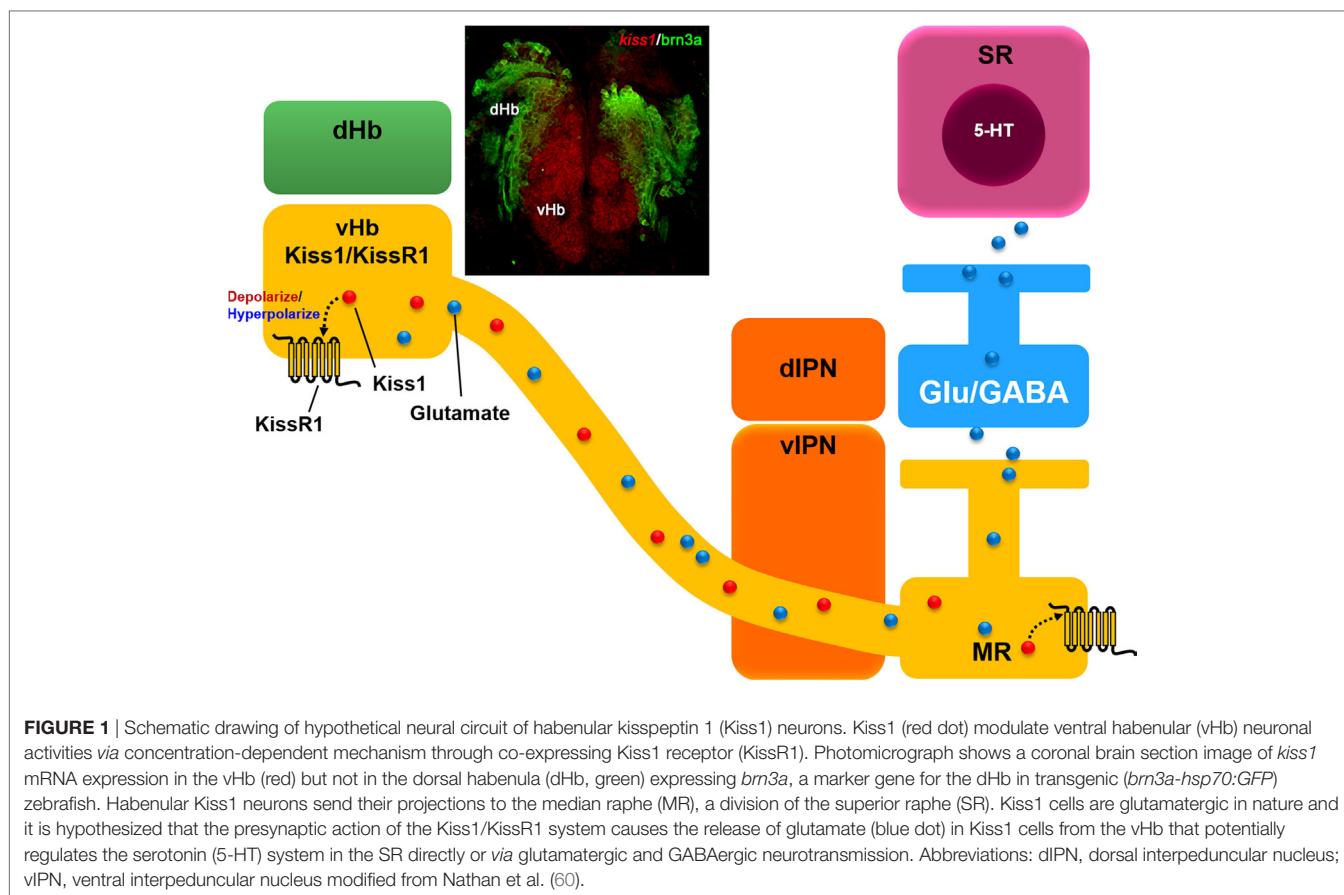 kiss1/brn3a
dHb
vHb
dHb
vHb
Kiss1/KissR1
Depolarize/
Hyperpolarize
Kiss1
KissR1
Glutamate
SR
5-HT
Glu/GABA
dIPN
vIPN
MR
FIGURE 1 | Schematic drawing of hypothetical neural circuit of habenular kisspeptin 1 (Kiss1) neurons. Kiss1 (red dot) modulate ventral habenular (vHb) neuronal
activities via concentration-dependent mechanism through co-expressing Kiss1 receptor (KissR1). Photomicrograph shows a coronal brain section image of kiss1
mRNA expression in the vHb (red) but not in the dorsal habenula (dHb, green) expressing brn3a, a marker gene for the dHb in transgenic (brn3a-hsp70:GFP)
zebrafish. Habenular Kiss1 neurons send their projections to the median raphe (MR), a division of the superior raphe (SR). Kiss1 cells are glutamatergic in nature and
it is hypothesized that the presynaptic action of the Kiss1/KissR1 system causes the release of glutamate (blue dot) in Kiss1 cells from the vHb that potentially
regulates the serotonin (5-HT) system in the SR directly or via glutamatergic and GABAergic neurotransmission. Abbreviations: dIPN, dorsal interpeduncular nucleus;
vIPN, ventral interpeduncular nucleus modified from Nathan et al. (60).